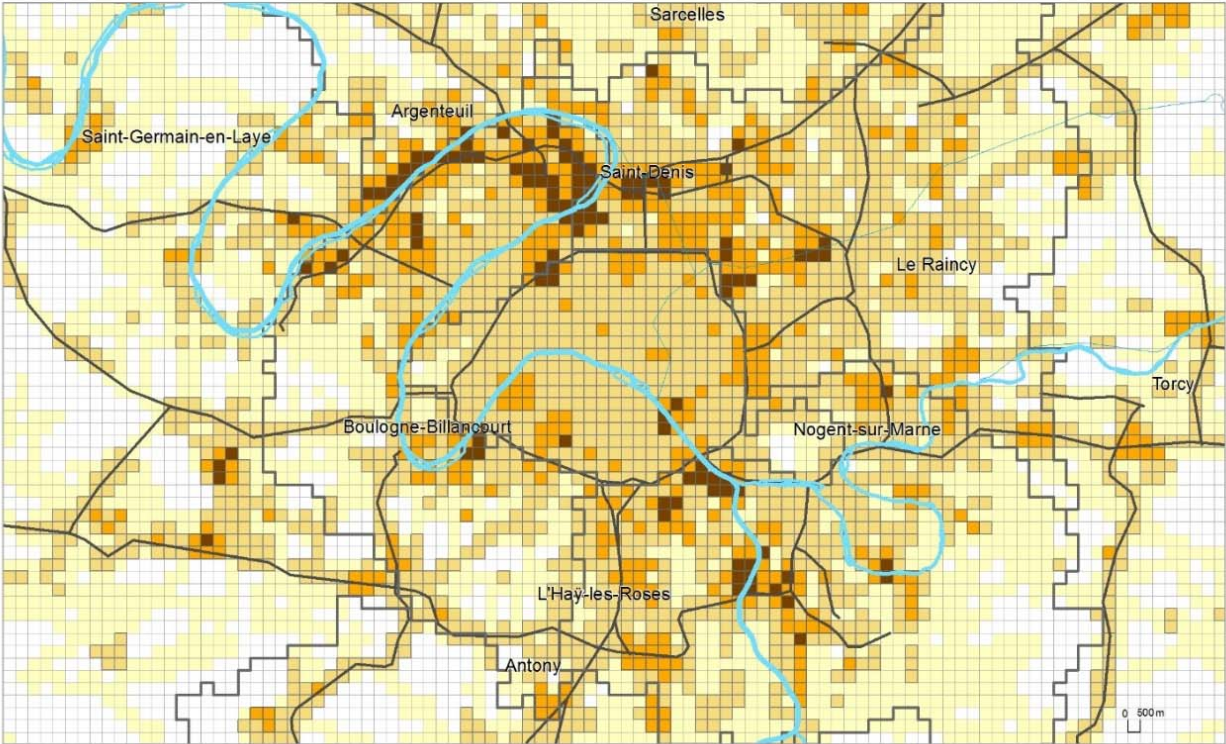 Sarcelles
Argenteuil
Saint-Germain-en-Laye
Saint-Denis
Le Raincy
Torcy
Boulogne-Billancourt
Nogent-sur-Marne
L'Haÿ-les-Roses
Antony
0 500 m